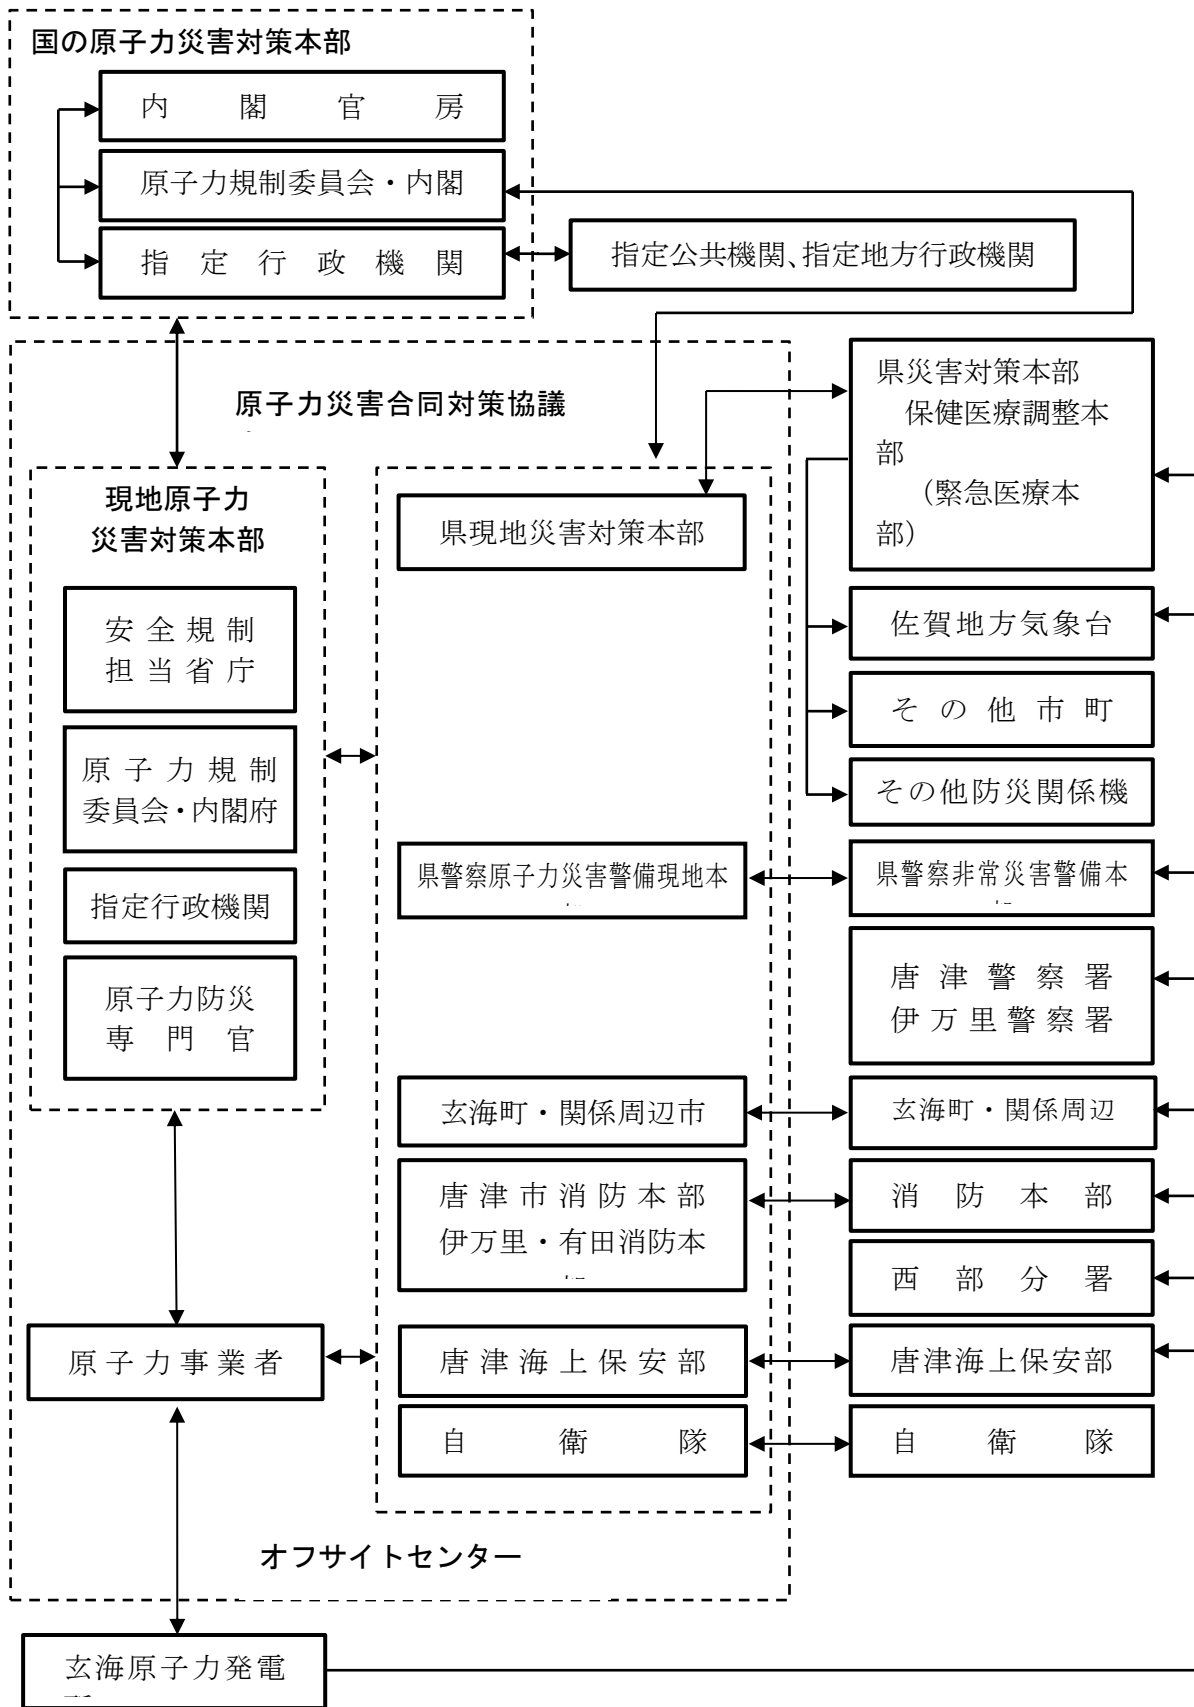 国の原子力災害対策本部
内閣官房
原子力規制委員会・内閣
指定行政機関
指定公共機関、指定地方行政機関
原子力災害合同対策協議
県災害対策本部
保健医療調整本
部
（緊急医療本
部）
現地原子力
災害対策本部
県現地災害対策本部
安全規制
担当省庁
佐賀地方気象台
その他市町
原子力規制
委員会・内閣府
その他防災関係機
県警察原子力災害警備現地本
県警察非常災害警備本
指定行政機関
唐津警察署
伊万里警察署
原子力防災
専門官
玄海町・関係周辺市
玄海町・関係周辺
唐津市消防本部
伊万里・有田消防本
消防本部
西部分署
原子力事業者
唐津海上保安部
唐津海上保安部
自衛隊
自衛隊
オフサイトセンター
玄海原子力発電